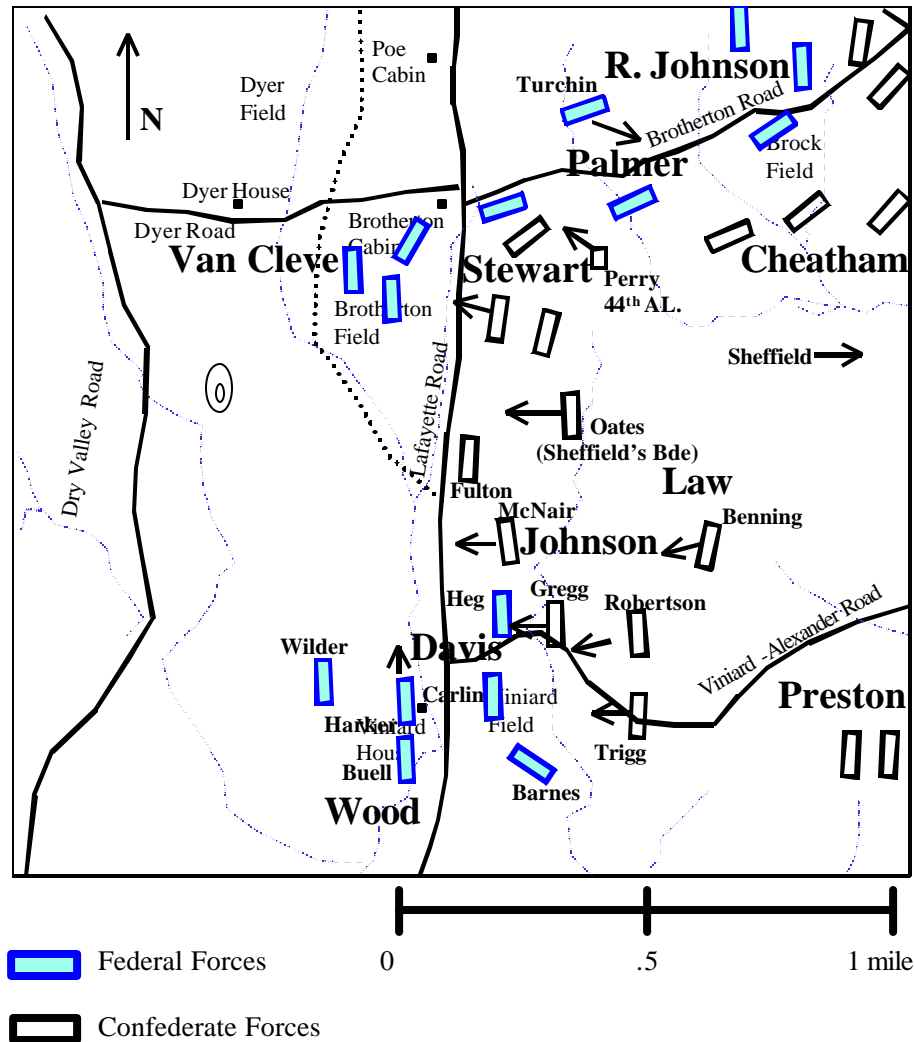 Poe
Cabin
R. Johnson
Turchin
Dyer
Field
N
Brotherton Road
Brock
Field
Palmer
Dyer House
Dyer Road
Brotherton
Cabin
Van Cleve
Stewart
Cheatham
Perry
44th AL.
Brotherton
Field
Sheffield
Lafayette Road
Dry Valley Road
Oates
(Sheffield's Bde)
Law
Fulton
McNair
Benning
Johnson
Heg
Gregg
Robertson
Viniard -Alexander Road
Davis
Wilder
Carlin
Viniard
Field
Preston
Harker
Viniard
House
Buell
Trigg
Barnes
Wood
0
.5
1 mile
Federal Forces
Confederate Forces